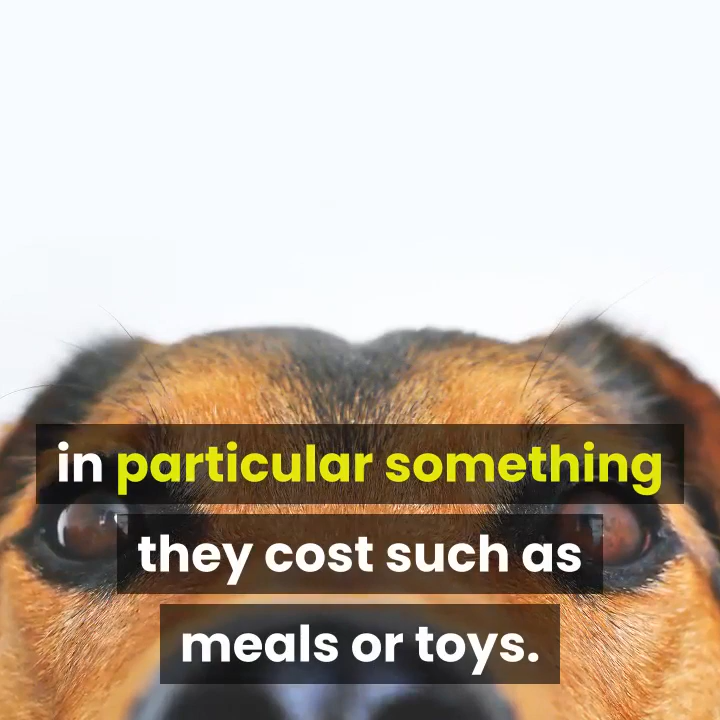 in particular something
they cost such as
meals or toys.